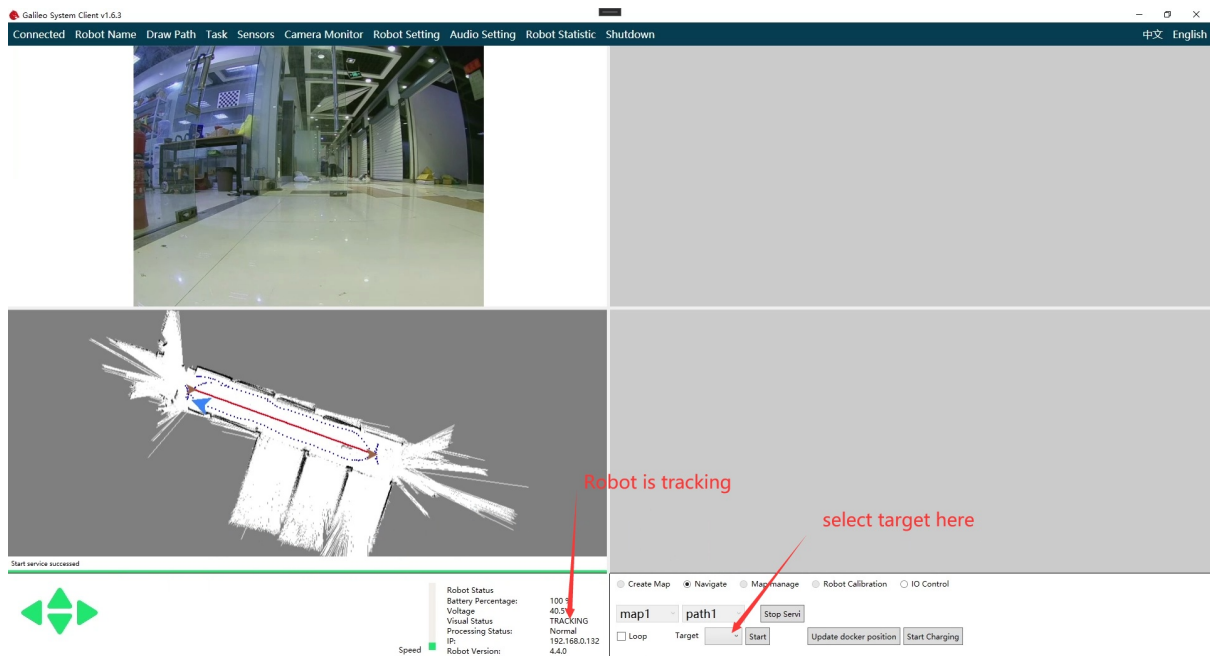 Galileo System Client v1.6.3
Connected Robot Name Draw Path Task Sensors Camera Monitor Robot Setting Audio Setting Robot Statistic Shutdown 中文 English
Robot is tracking
select target here
Start service successed
Robot Status
Battery Percentage: 100 %
Voltage 40.5V
Visual Status TRACKING
Processing Status: Normal
IP: 192.168.0.132
Speed Robot Version: 4.4.0
Create Map Navigate Map manage Robot Calibration IO Control
map1 path1 Stop Servi
Loop Target Start Update docker position Start Charging